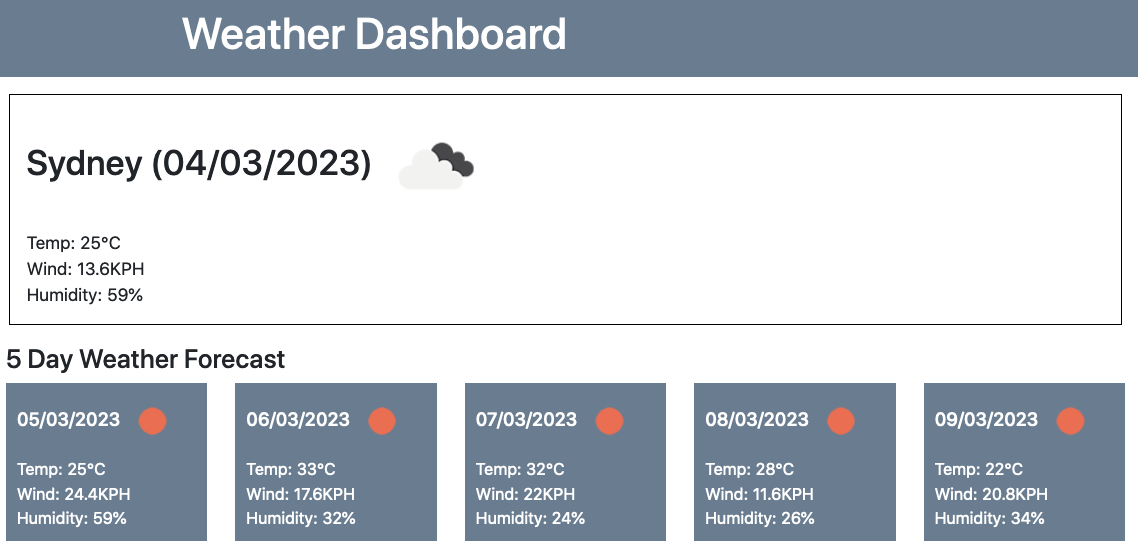 Weather Dashboard
Sydney (04/03/2023)
Temp: 25°C
Wind: 13.6KPH
Humidity: 59%
5 Day Weather Forecast
05/03/2023
Temp: 25°C
Wind: 24.4KPH
Humidity: 59%
06/03/2023
Temp: 33°C
Wind: 17.6KPH
Humidity: 32%
07/03/2023
Temp: 32°C
Wind: 22KPH
Humidity: 24%
08/03/2023
Temp: 28°C
Wind: 11.6KPH
Humidity: 26%
09/03/2023
Temp: 22°C
Wind: 20.8KPH
Humidity: 34%